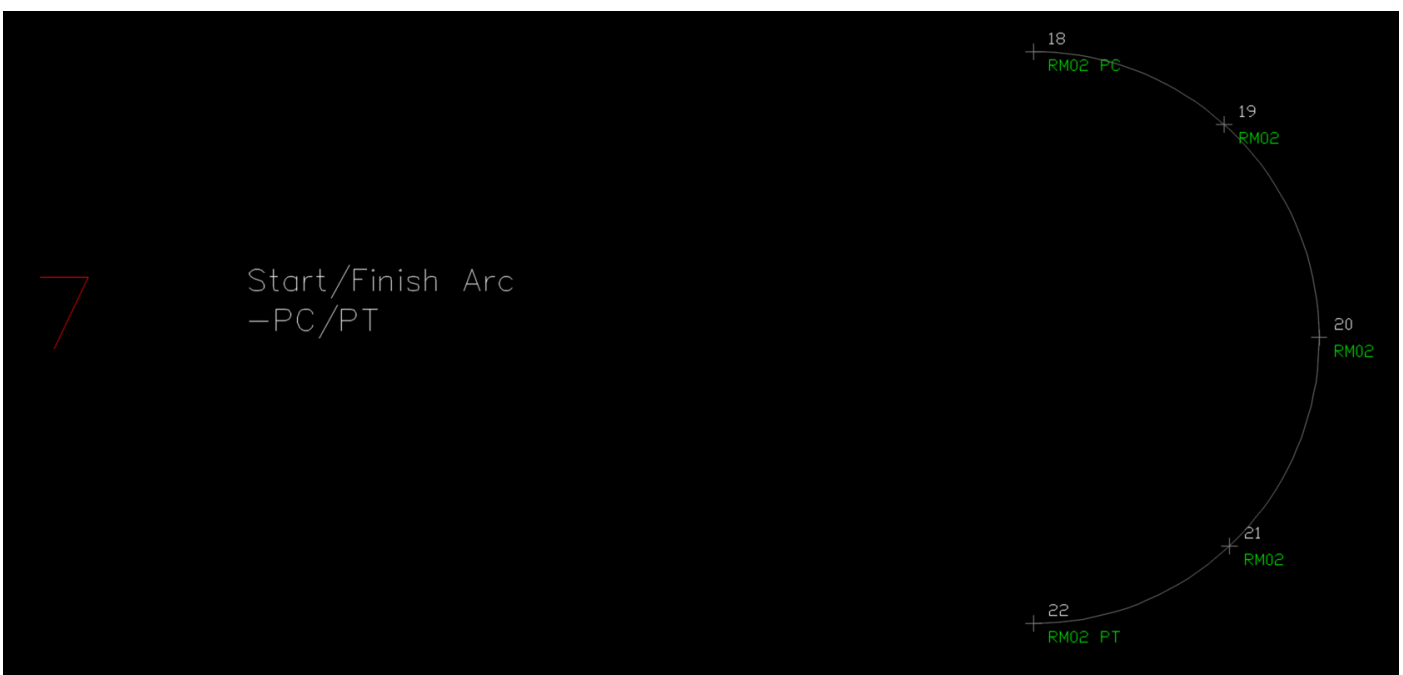 7
Start/Finish Arc
-PC/PT
18
RM02 PC
19
RM02
20
RM02
21
RM02
22
RM02 PT